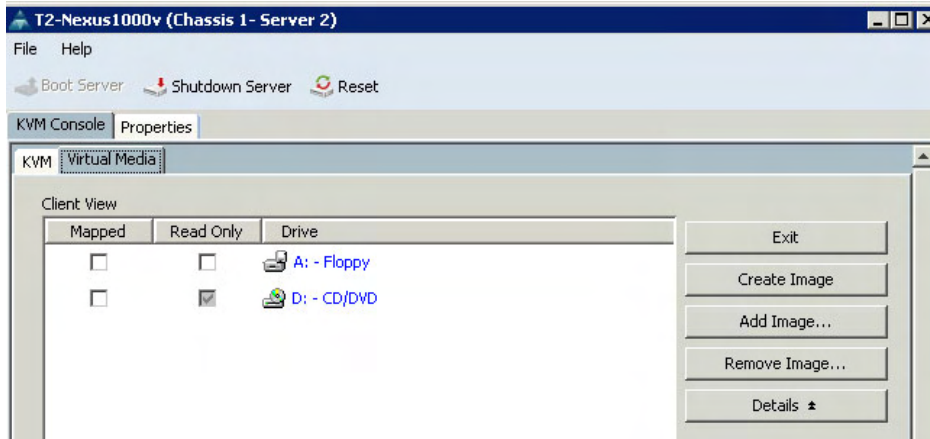 T2-Nexus1000v (Chassis 1- Server 2)
File Help
Boot Server Shutdown Server Reset
KVM Console Properties
KVM Virtual Media
Client View
Mapped Read Only Drive
A: - Floppy
D: - CD/DVD
Exit
Create Image
Add Image...
Remove Image...
Details